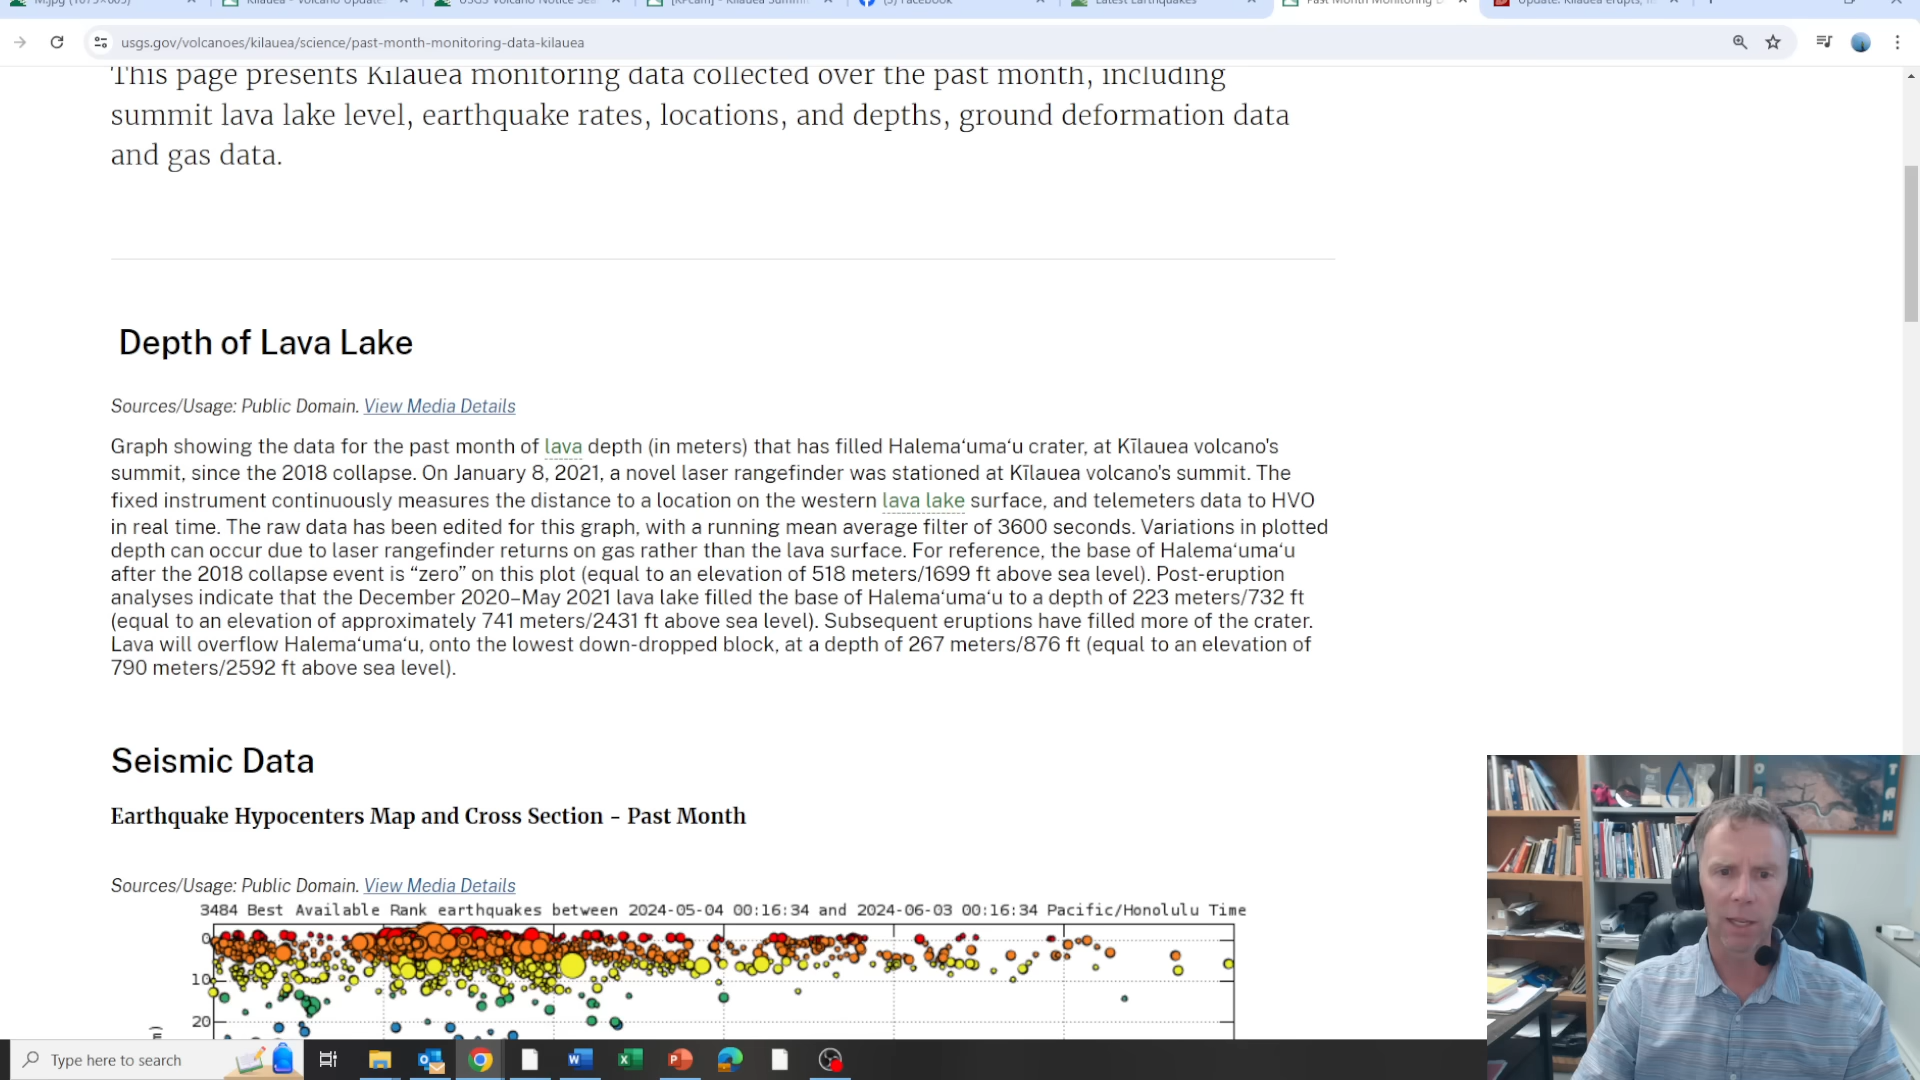 usgs.gov/volcanoes/kilauea/science/past-month-monitoring-data-kilauea
This page presents Kīlauea monitoring data collected over the past month, including
summit lava lake level, earthquake rates, locations, and depths, ground deformation data
and gas data.
Depth of Lava Lake
Sources/Usage: Public Domain. View Media Details
Graph showing the data for the past month of lava depth (in meters) that has filled Halemaʻumaʻu crater, at Kīlauea volcano's
summit, since the 2018 collapse. On January 8, 2021, a novel laser rangefinder was stationed at Kīlauea volcano's summit. The
fixed instrument continuously measures the distance to a location on the western lava lake surface, and telemeters data to HVO
in real time. The raw data has been edited for this graph, with a running mean average filter of 3600 seconds. Variations in plotted
depth can occur due to laser rangefinder returns on gas rather than the lava surface. For reference, the base of Halemaʻumaʻu
after the 2018 collapse event is “zero” on this plot (equal to an elevation of 518 meters/1699 ft above sea level). Post-eruption
analyses indicate that the December 2020–May 2021 lava lake filled the base of Halemaʻumaʻu to a depth of 223 meters/732 ft
(equal to an elevation of approximately 741 meters/2431 ft above sea level). Subsequent eruptions have filled more of the crater.
Lava will overflow Halemaʻumaʻu, onto the lowest down-dropped block, at a depth of 267 meters/876 ft (equal to an elevation of
790 meters/2592 ft above sea level).
Seismic Data
Earthquake Hypocenters Map and Cross Section - Past Month
Sources/Usage: Public Domain. View Media Details
3484 Best Available Rank earthquakes between 2024-05-04 00:16:34 and 2024-06-03 00:16:34 Pacific/Honolulu Time
0
10
20
Type here to search